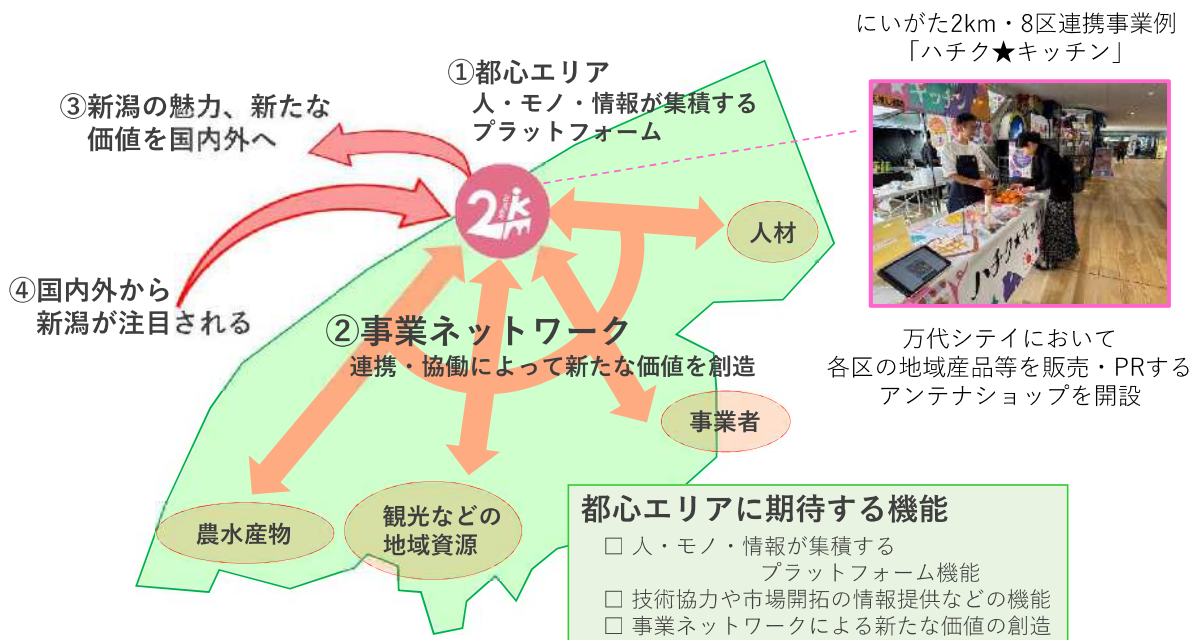 にいがた2km・8区連携事業例
「ハチク★キッチン」
①都心エリア
人・モノ・情報が集積する
プラットフォーム
③新潟の魅力、新たな
価値を国内外へ
2km
人材
ハチク★キッ
④国内外から
新潟が注目される
②事業ネットワーク
連携・協働によって新たな価値を創造
万代シテイにおいて
各区の地域産品等を販売・PRする
アンテナショップを開設
事業者
農水産物
観光などの
地域資源
都心エリアに期待する機能
□ 人・モノ・情報が集積する
プラットフォーム機能
□ 技術協力や市場開拓の情報提供などの機能
□ 事業ネットワークによる新たな価値の創造